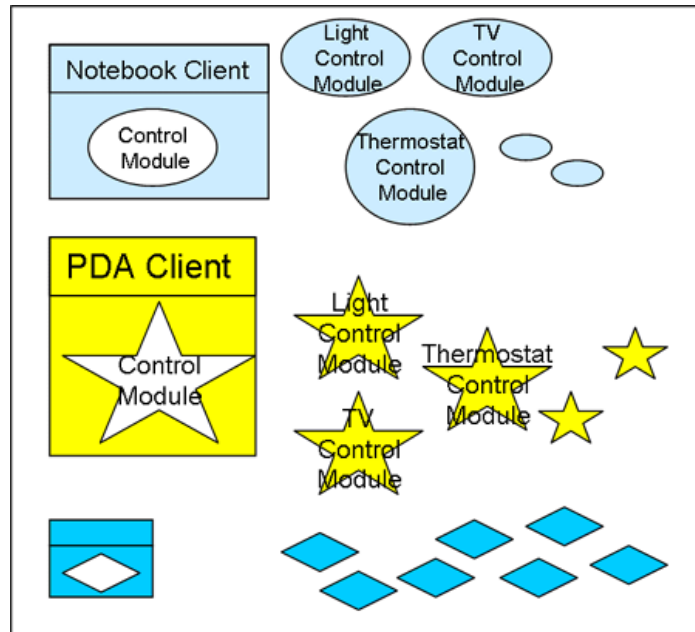 Notebook Client
Control
Module
Light
Control
Module
TV
Control
Module
Thermostat
Control
Module
PDA Client
Control
Module
Light
Control
Module
Thermostat
Control
Module
TV
Control
Module